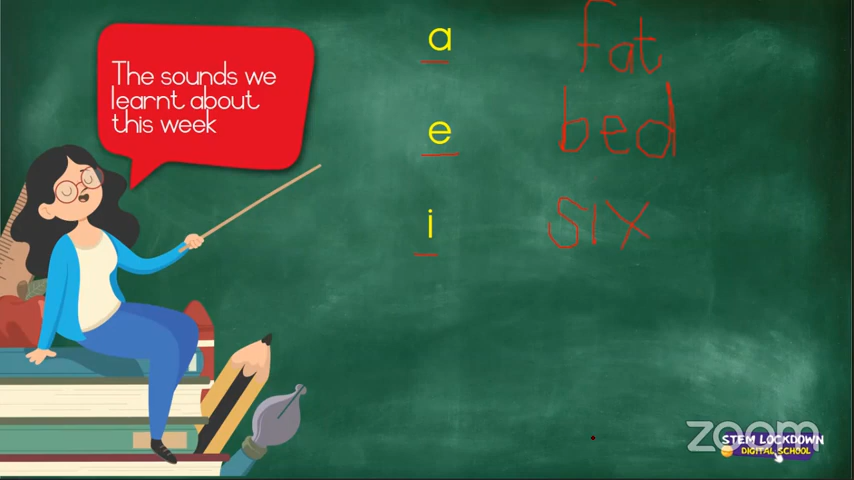 The sounds we
learnt about
this week
a fat
e bed
i six
zoom
STEM LOCKDOWN
DIGITAL SCHOOL